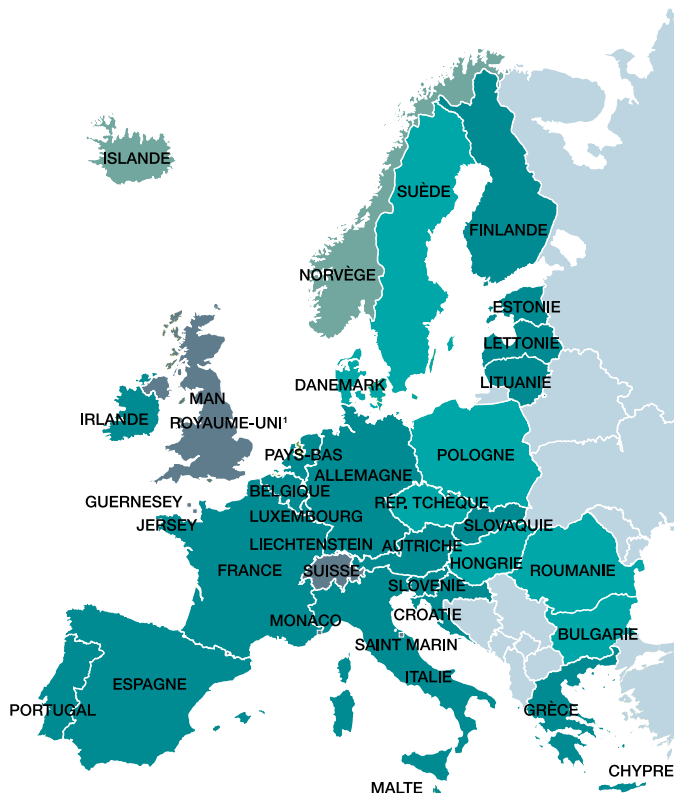 ISLANDE
SUÈDE
FINLANDE
NORVÈGE
ESTONIE
LETTONIE
LITUANIE
DANEMARK
MAN
IRLANDE
ROYAUME-UNI¹
PAYS-BAS
POLOGNE
ALLEMAGNE
BELGIQUE
RÉP. TCHÈQUE
GUERNESEY
LUXEMBOURG
JERSEY
SLOVAQUIE
LIECHTENSTEIN
AUTRICHE
HONGRIE
FRANCE
SUISSE
ROUMANIE
SLOVENIE
CROATIE
MONACO
BULGARIE
SAINT MARIN
ITALIE
ESPAGNE
PORTUGAL
GRÈCE
CHYPRE
MALTE